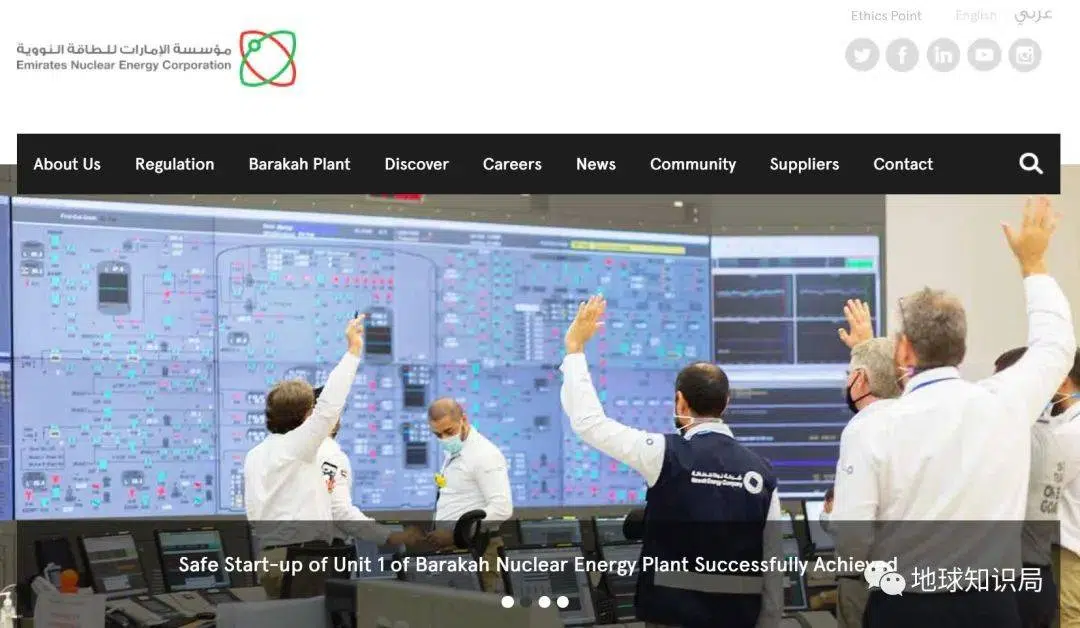 Ethics Point
English
عربي
مؤسسة الإمارات للطاقة النووية
Emirates Nuclear Energy Corporation
About Us
Regulation
Barakah Plant
Discover
Careers
News
Community
Suppliers
Contact
Safe Start-up of Unit 1 of Barakah Nuclear Energy Plant Successfully Achieved
地球知识局